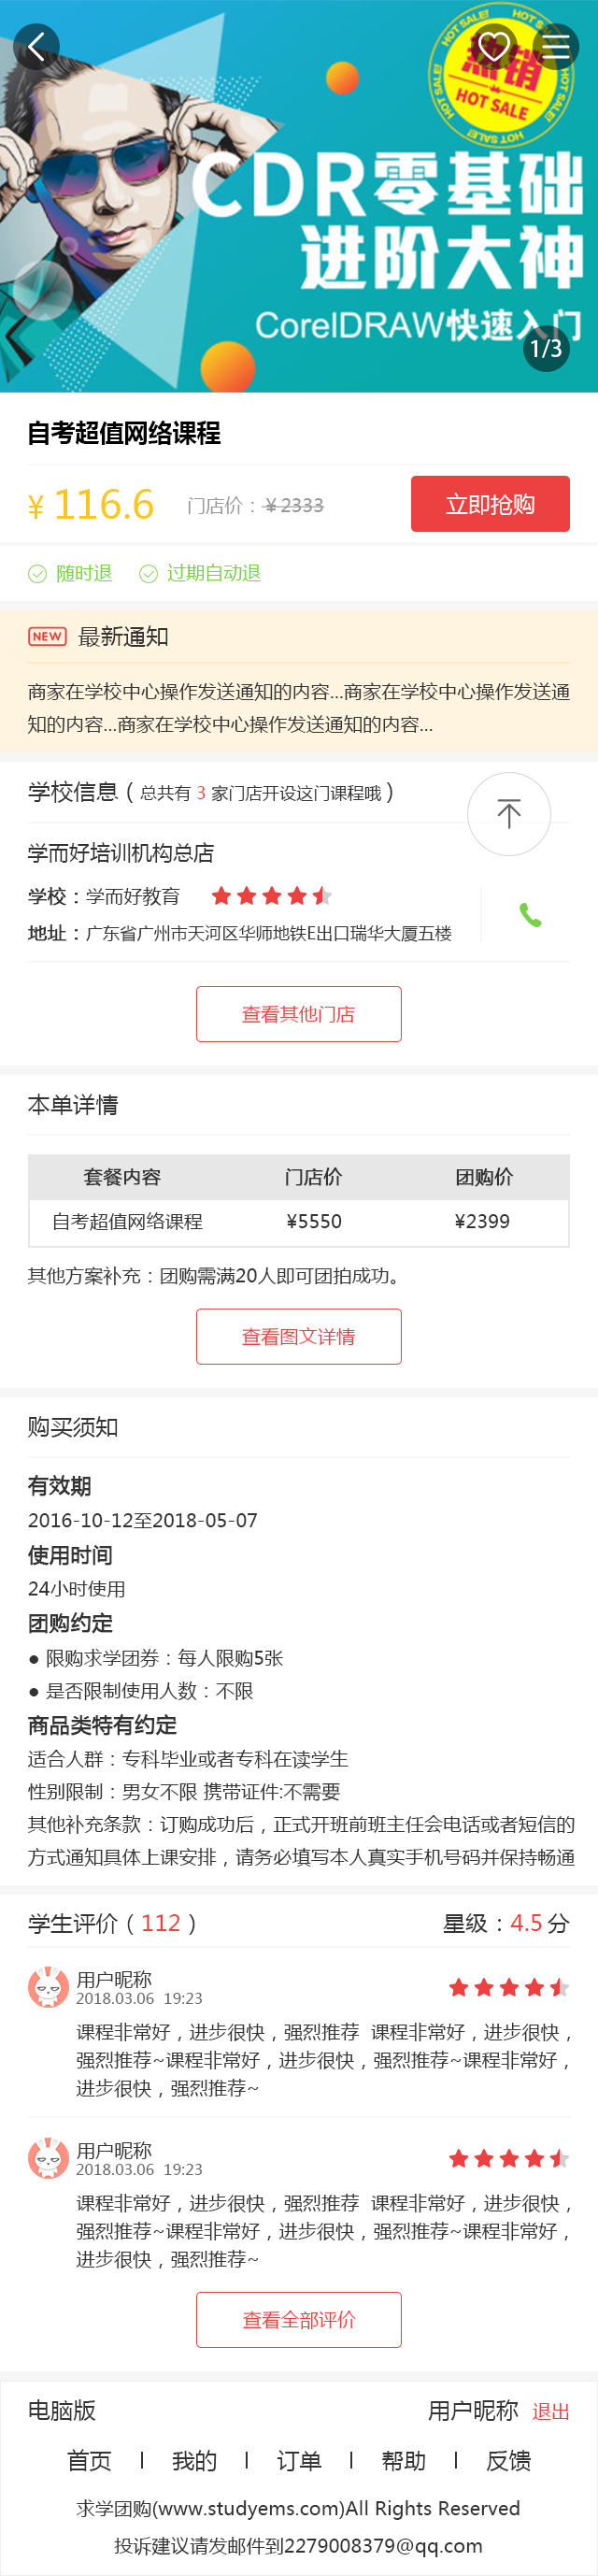 HOT SALE!
热销
HOT SALE
CDR零基础
进阶大神
CorelDRAW快速入门
1/3
自考超值网络课程
¥ 116.6 门店价：¥2333 立即抢购
随时退 过期自动退
NEW 最新通知
商家在学校中心操作发送通知的内容...商家在学校中心操作发送通
知的内容...商家在学校中心操作发送通知的内容...
学校信息（总共有 3 家门店开设这门课程哦）
学而好培训机构总店
学校：学而好教育
地址：广东省广州市天河区华师地铁E出口瑞华大厦五楼
查看其他门店
本单详情
套餐内容 门店价 团购价
自考超值网络课程 ¥5550 ¥2399
其他方案补充：团购需满20人即可团拍成功。
查看图文详情
购买须知
有效期
2016-10-12至2018-05-07
使用时间
24小时使用
团购约定
● 限购求学团券：每人限购5张
● 是否限制使用人数：不限
商品类特有约定
适合人群：专科毕业或者专科在读学生
性别限制：男女不限 携带证件:不需要
其他补充条款：订购成功后，正式开班前班主任会电话或者短信的
方式通知具体上课安排，请务必填写本人真实手机号码并保持畅通
学生评价（112） 星级：4.5 分
用户昵称
2018.03.06 19:23
课程非常好，进步很快，强烈推荐 课程非常好，进步很快，
强烈推荐~课程非常好，进步很快，强烈推荐~课程非常好，
进步很快，强烈推荐~
用户昵称
2018.03.06 19:23
课程非常好，进步很快，强烈推荐 课程非常好，进步很快，
强烈推荐~课程非常好，进步很快，强烈推荐~课程非常好，
进步很快，强烈推荐~
查看全部评价
电脑版 用户昵称 退出
首页 | 我的 | 订单 | 帮助 | 反馈
求学团购(www.studyems.com)All Rights Reserved
投诉建议请发邮件到2279008379@qq.com